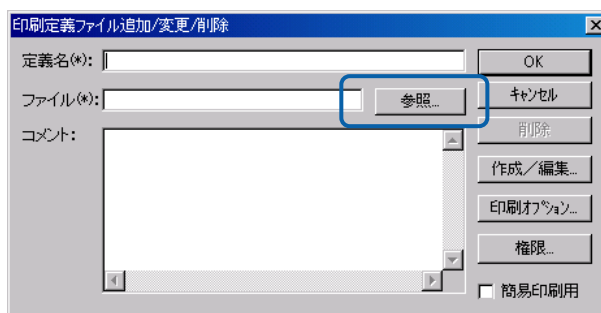 印刷定義ファイル追加/変更/削除
定義名(*):
OK
ファイル(*):
参照...
キャンセル
コメント:
削除
作成／編集...
印刷オプション...
権限...
簡易印刷用